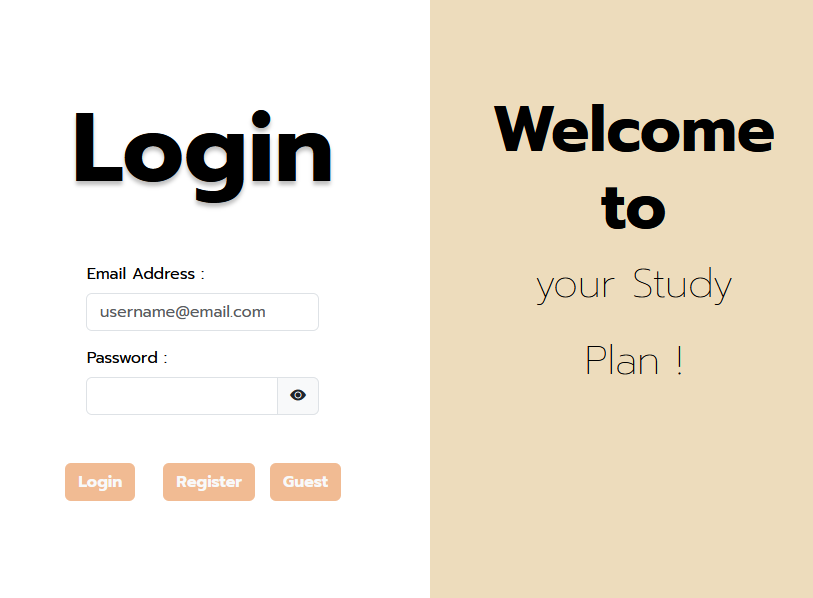 Login
Email Address :
username@email.com
Password :
Login Register Guest
Welcome
to
your Study
Plan !